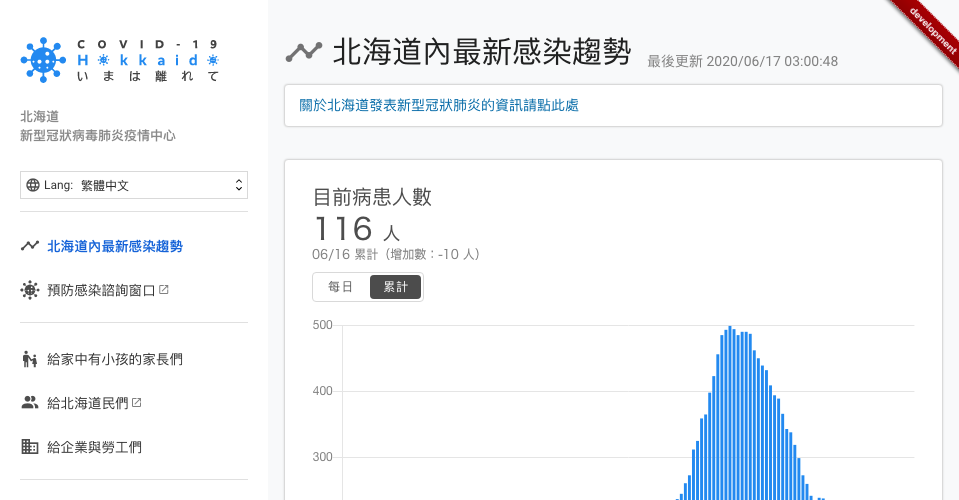 COVID-19
Hokkaido
いまは離れて
北海道
新型冠狀病毒肺炎疫情中心
Lang: 繁體中文
北海道內最新感染趨勢
預防感染諮詢窗口
給家中有小孩的家長們
給北海道民們
給企業與勞工們
development
北海道內最新感染趨勢
最後更新 2020/06/17 03:00:48
關於北海道發表新型冠狀肺炎的資訊請點此處
目前病患人數
116 人
06/16 累計（增加數：-10 人）
每日 累計
500
400
300